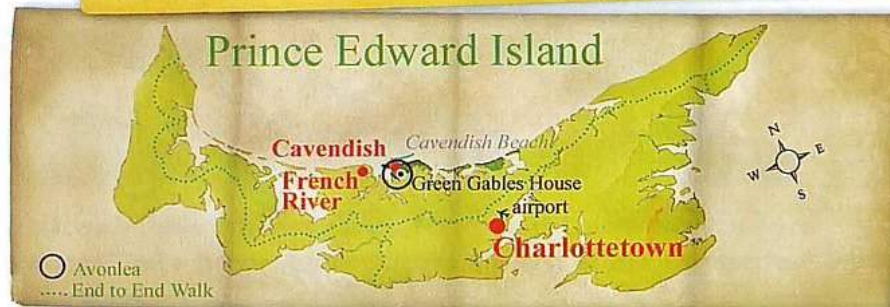 Prince Edward Island
Cavendish Beach
Cavendish
French
River
Green Gables House
airport
Charlottetown
N
E
W
S
Avonlea
..... End to End Walk